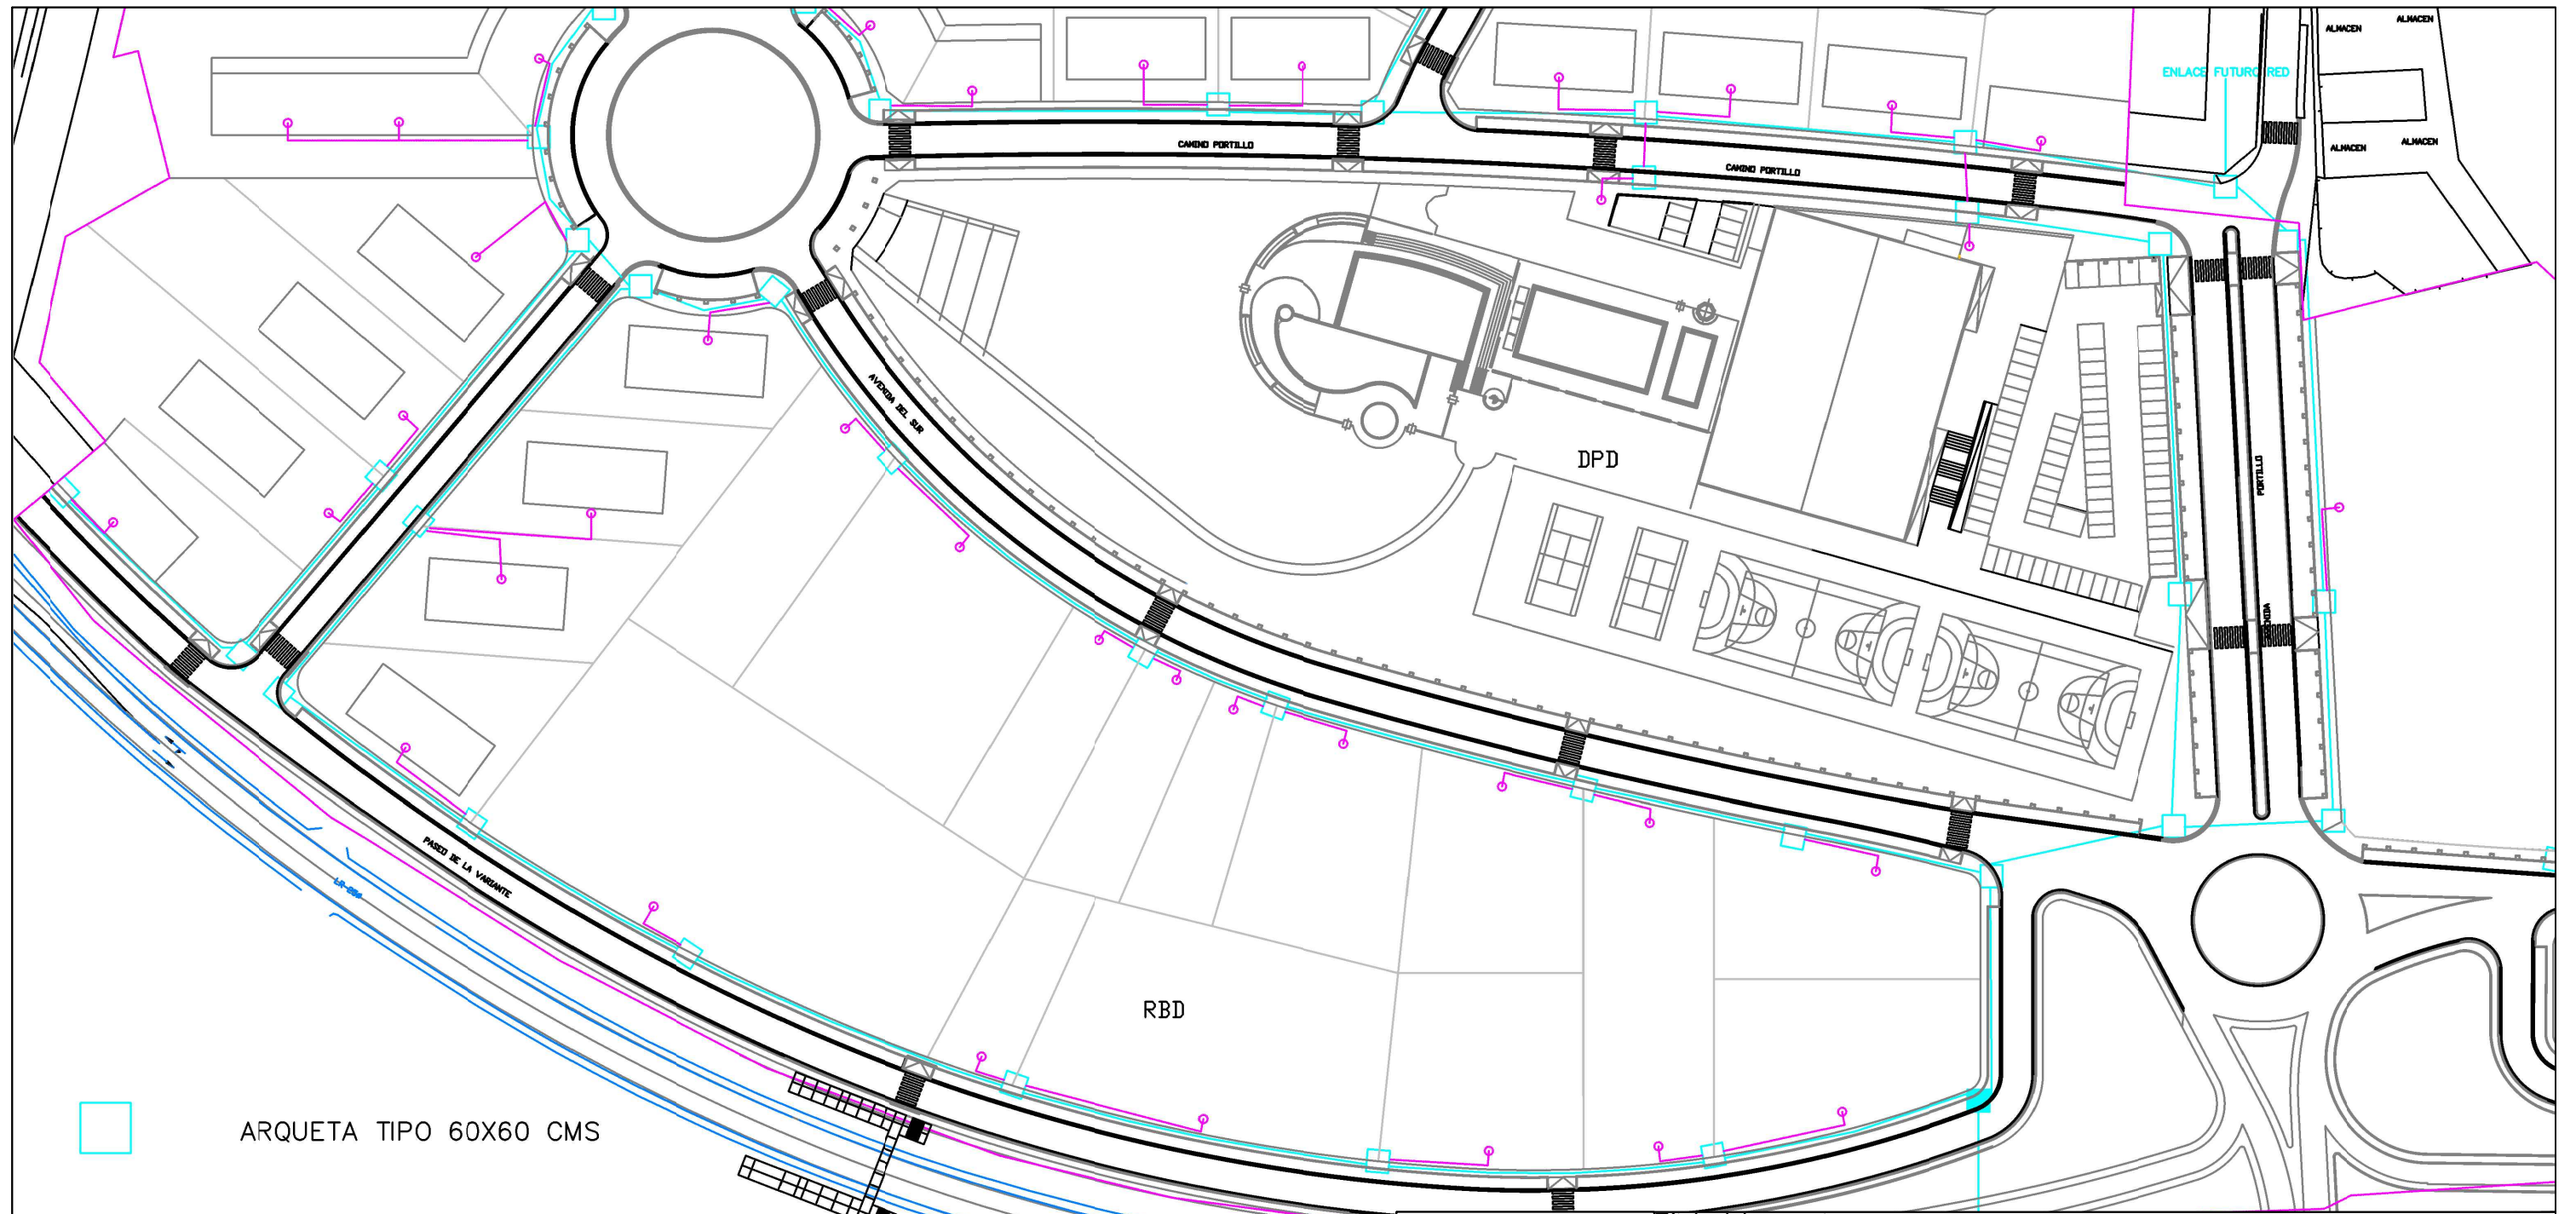 ALMACEN
ALMACEN
ENLACE FUTURO RED
CAMINO PORTILLO
CAMINO PORTILLO
ALMACEN
ALMACEN
AVENIDA DEL SUR
DPD
PORTILLO
AVENIDA
PASEO DE LA VARIANTE
RBD
ARQUETA TIPO 60X60 CMS